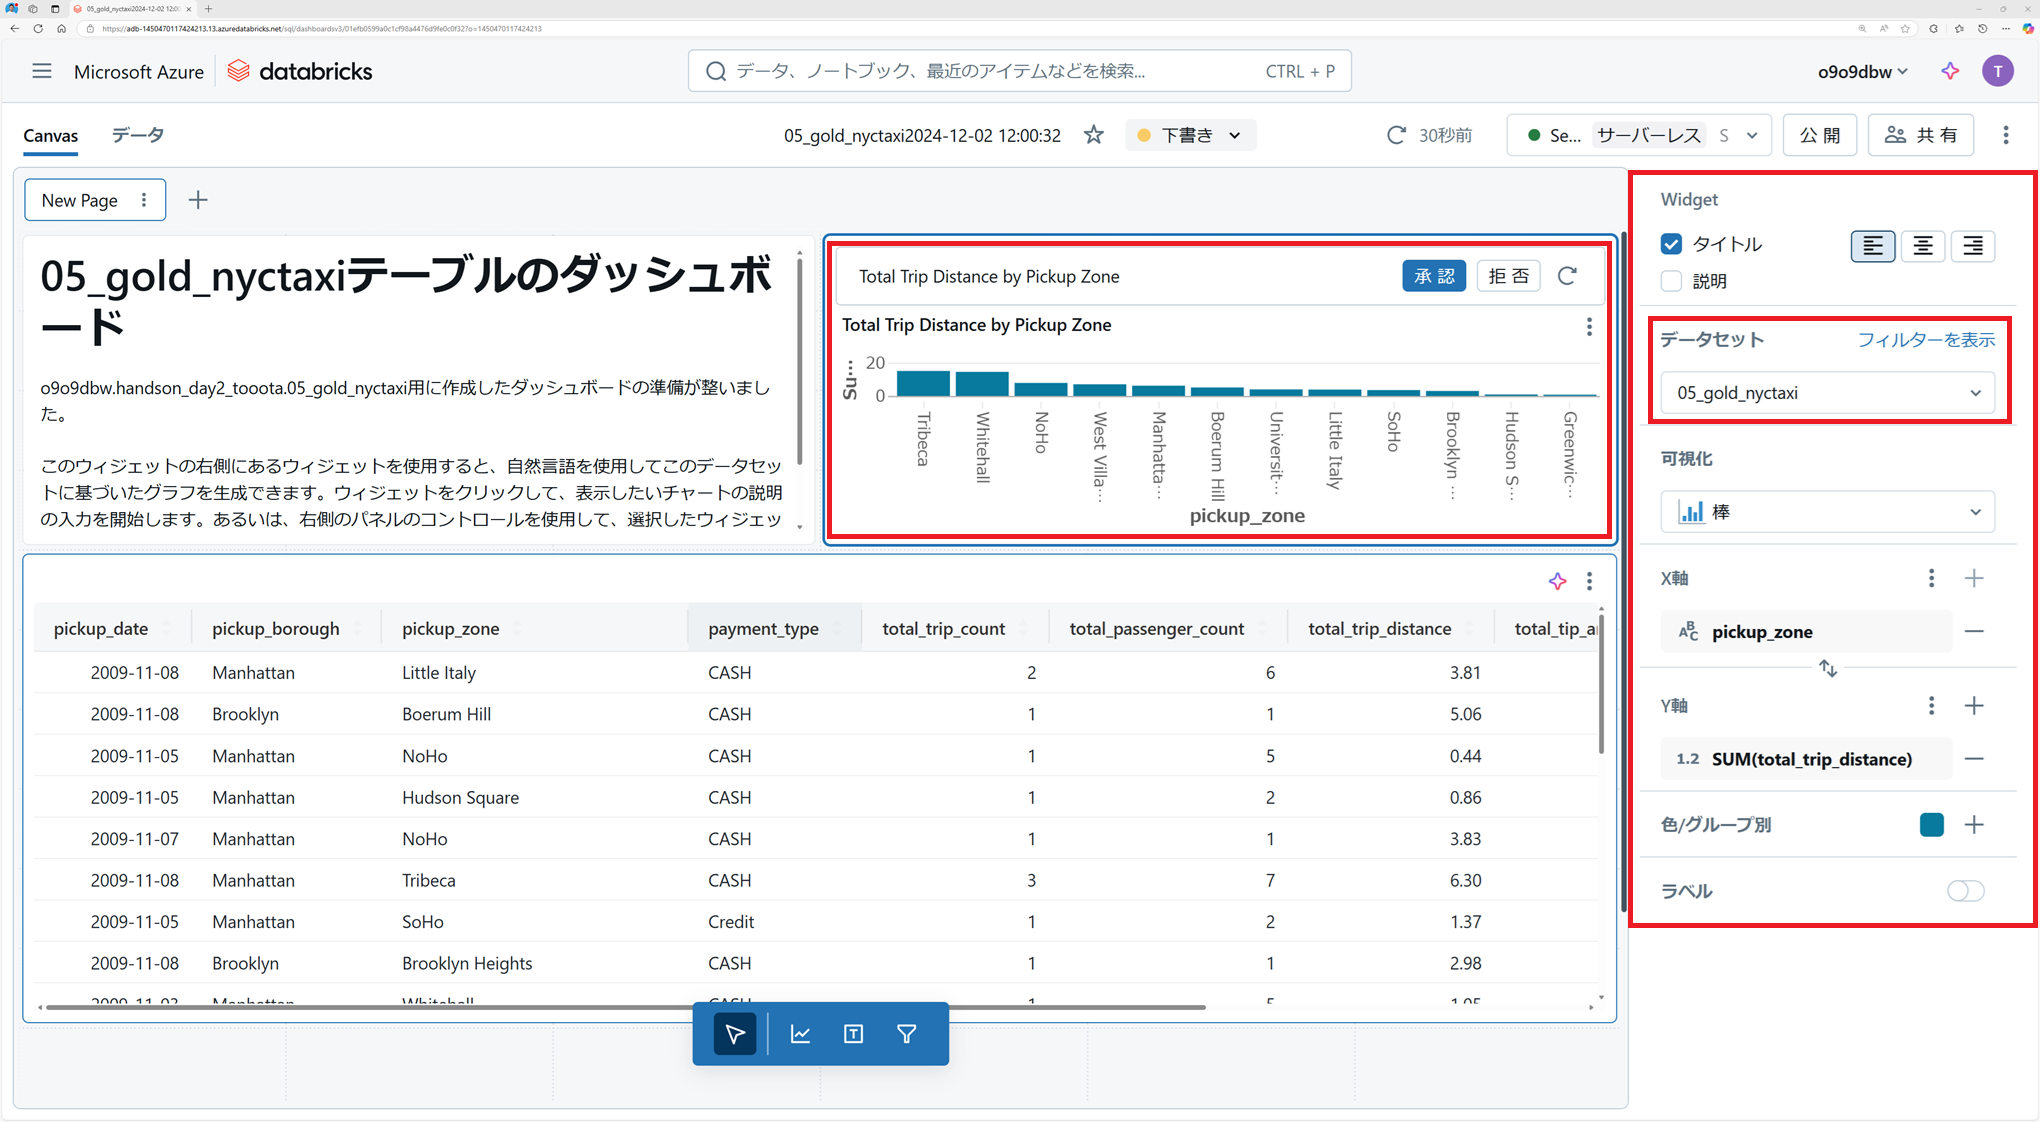 05_gold_nyctaxi2024-12-02 12:00
https://adb-1450470117424213.13.azuredatabricks.net/sql/dashboardsv3/01efb0599a0c1cf98a4476d9fe0c0f32?o=1450470117424213
Microsoft Azure databricks
データ、ノートブック、最近のアイテムなどを検索... CTRL + P
o9o9dbw T
Canvas データ
05_gold_nyctaxi2024-12-02 12:00:32 下書き
30秒前 Se... サーバーレス S 公開 共有
New Page
05_gold_nyctaxiテーブルのダッシュボ
ード
o9o9dbw.handson_day2_tooota.05_gold_nyctaxi用に作成したダッシュボードの準備が整いまし
た。
このウィジェットの右側にあるウィジェットを使用すると、自然言語を使用してこのデータセッ
トに基づいたグラフを生成できます。ウィジェットをクリックして、表示したいチャートの説明
の入力を開始します。あるいは、右側のパネルのコントロールを使用して、選択したウィジェッ
Total Trip Distance by Pickup Zone 承認 拒否
Total Trip Distance by Pickup Zone
Su...
20
0
Tribeca
Whitehall
NoHo
West Villa...
Manhatta...
Boerum Hill
Universit...
Little Italy
SoHo
Brooklyn ...
Hudson S...
Greenwic...
pickup_zone
pickup_date pickup_borough pickup_zone payment_type total_trip_count total_passenger_count total_trip_distance total_tip_a
2009-11-08 Manhattan Little Italy CASH 2 6 3.81
2009-11-08 Brooklyn Boerum Hill CASH 1 1 5.06
2009-11-05 Manhattan NoHo CASH 1 5 0.44
2009-11-05 Manhattan Hudson Square CASH 1 2 0.86
2009-11-07 Manhattan NoHo CASH 1 1 3.83
2009-11-08 Manhattan Tribeca CASH 3 7 6.30
2009-11-05 Manhattan SoHo Credit 1 2 1.37
2009-11-08 Brooklyn Brooklyn Heights CASH 1 1 2.98
2009-11-03 Manhattan Whitehall CASH 1 5 1.05
Widget
タイトル
説明
データセット フィルターを表示
05_gold_nyctaxi
可視化
棒
X軸
ABC pickup_zone
Y軸
1.2 SUM(total_trip_distance)
色/グループ別
ラベル